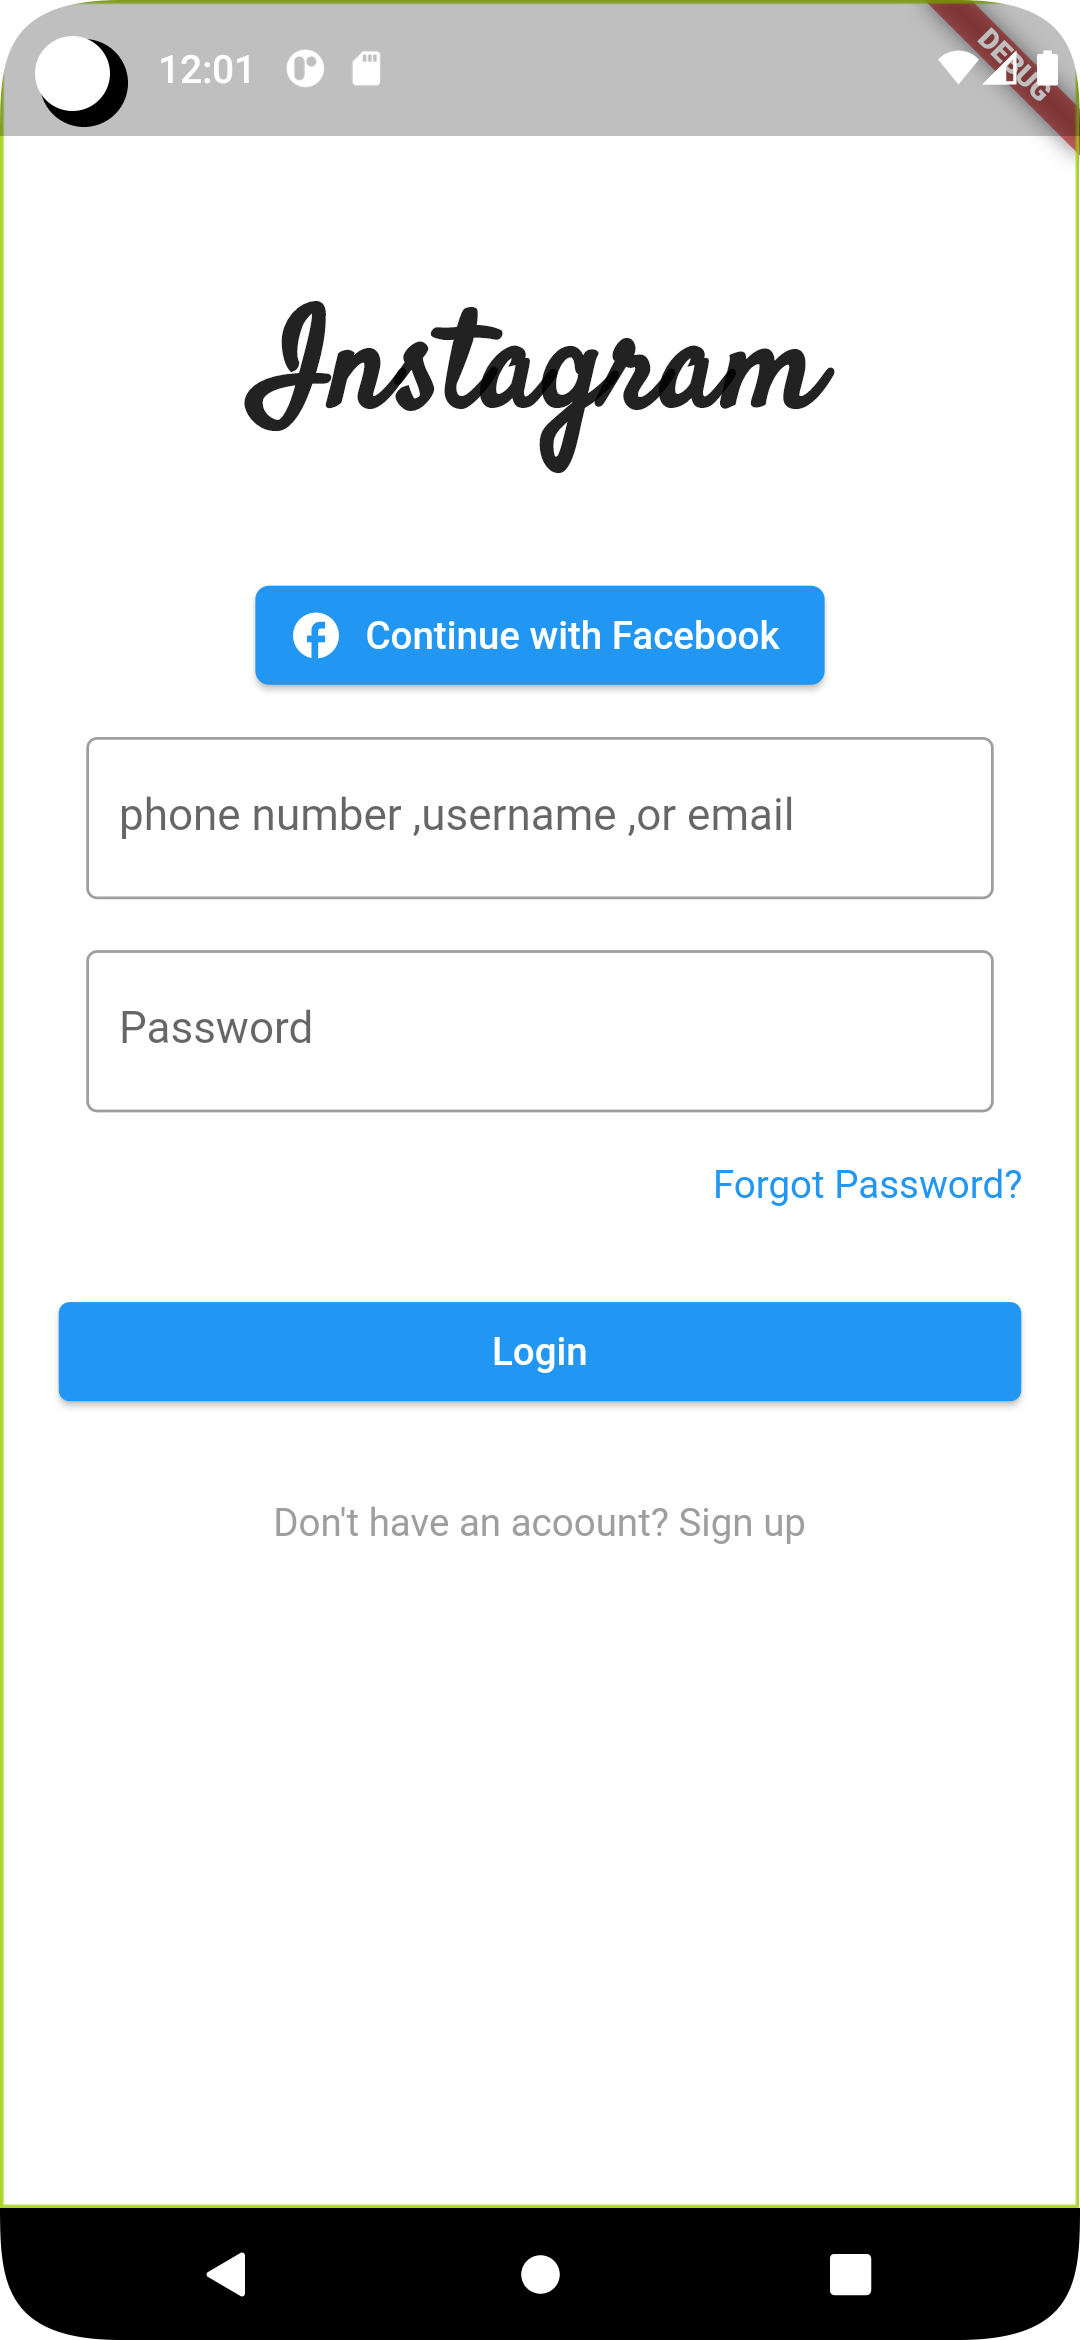 12:01
DEBUG
Instagram
Continue with Facebook
phone number ,username ,or email
Password
Forgot Password?
Login
Don't have an acoount? Sign up